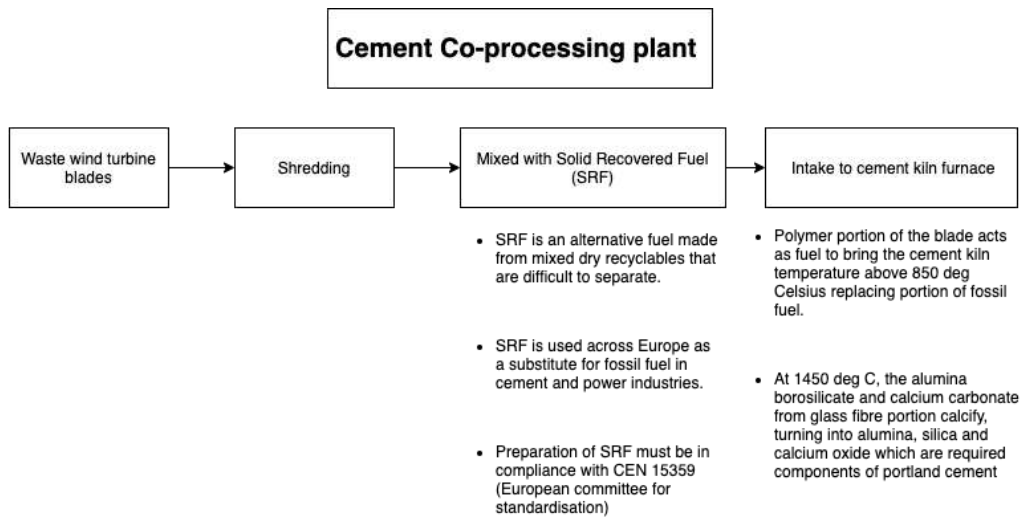 Cement Co-processing plant
Waste wind turbine
blades
Shredding
Mixed with Solid Recovered Fuel
(SRF)
Intake to cement kiln furnace
• SRF is an alternative fuel made
from mixed dry recyclables that
are difficult to separate.
• SRF is used across Europe as
a substitute for fossil fuel in
cement and power industries.
• Preparation of SRF must be in
compliance with CEN 15359
(European committee for
standardisation)
• Polymer portion of the blade acts
as fuel to bring the cement kiln
temperature above 850 deg
Celsius replacing portion of fossil
fuel.
• At 1450 deg C, the alumina
borosilicate and calcium carbonate
from glass fibre portion calcify,
turning into alumina, silica and
calcium oxide which are required
components of portland cement